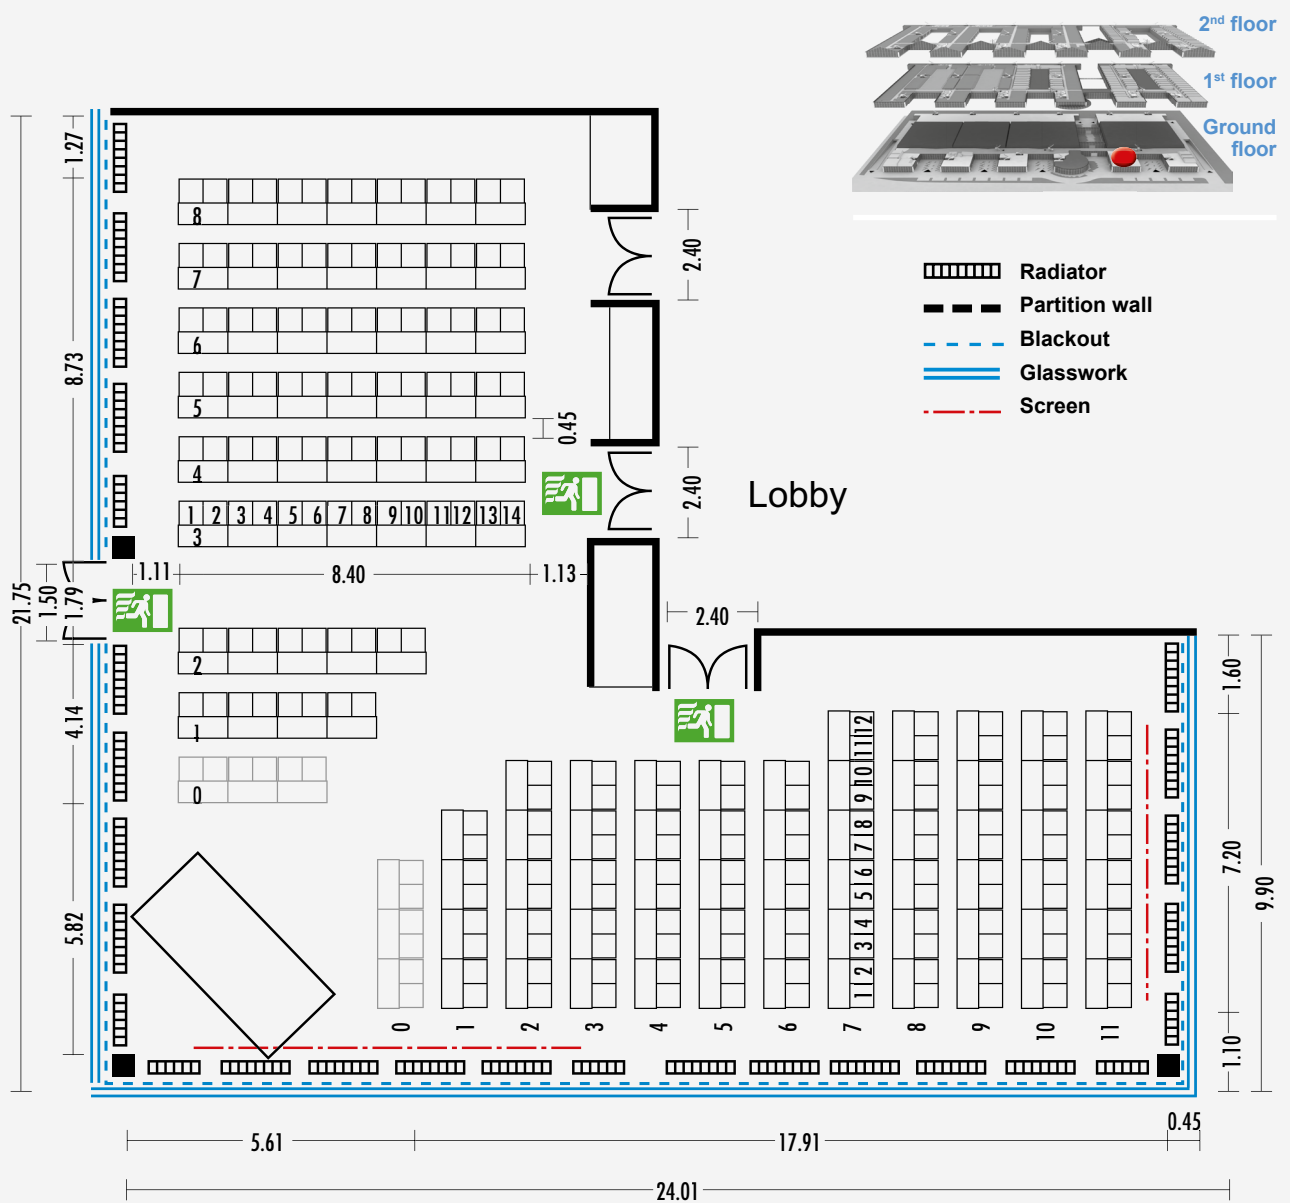 2nd floor
1st floor
Ground
floor
Radiator
Partition wall
Blackout
Glasswork
Screen
1.27
8.73
21.75
1.50
1.79
4.14
5.82
8
7
6
5
4
1 2 3 4 5 6 7 8 9 10 11 12 13 14
3
0.45
2.40
2.40
Lobby
1.11
8.40
1.13
2.40
2
1
0
1.60
7.20
9.90
1.10
1 2 3 4 5 6 7 8 9 10 11 12
0 1 2 3 4 5 6 7 8 9 10 11
0.45
5.61
17.91
24.01